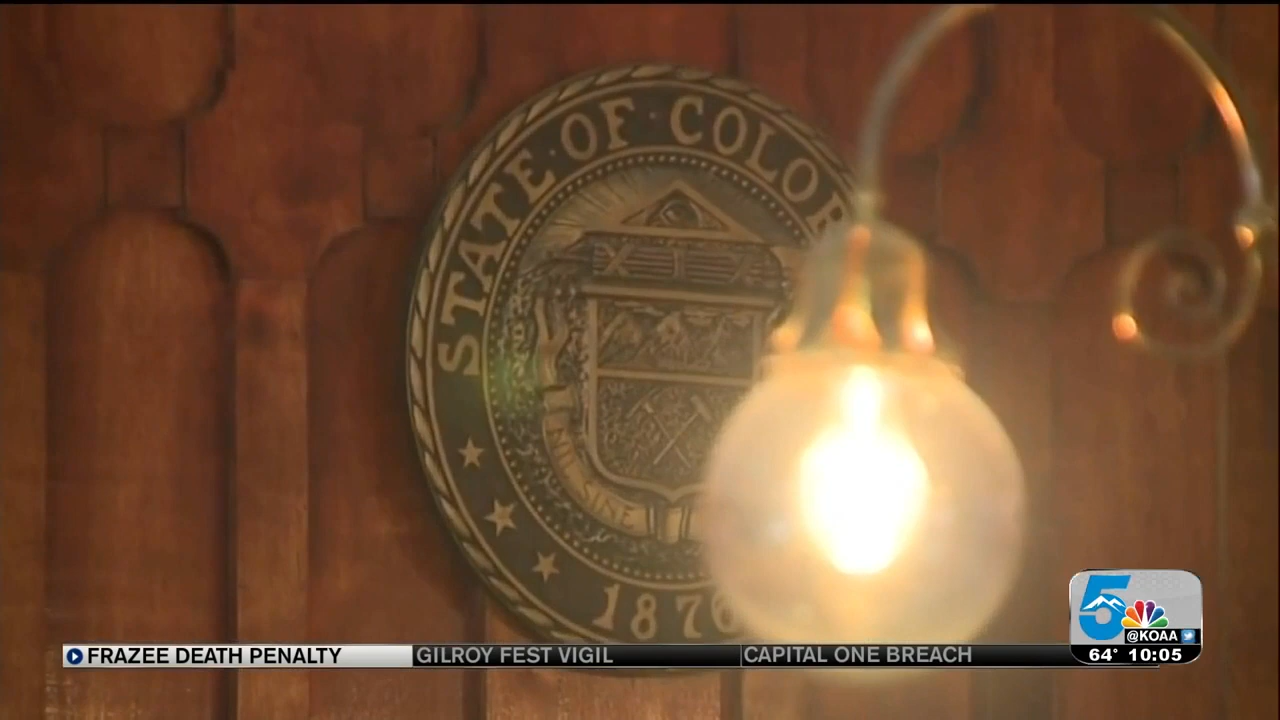 STATE OF COLOR
NIL SINE
1876
FRAZEE DEATH PENALTY
GILROY FEST VIGIL
CAPITAL ONE BREACH
5
@KOAA
64° 10:05